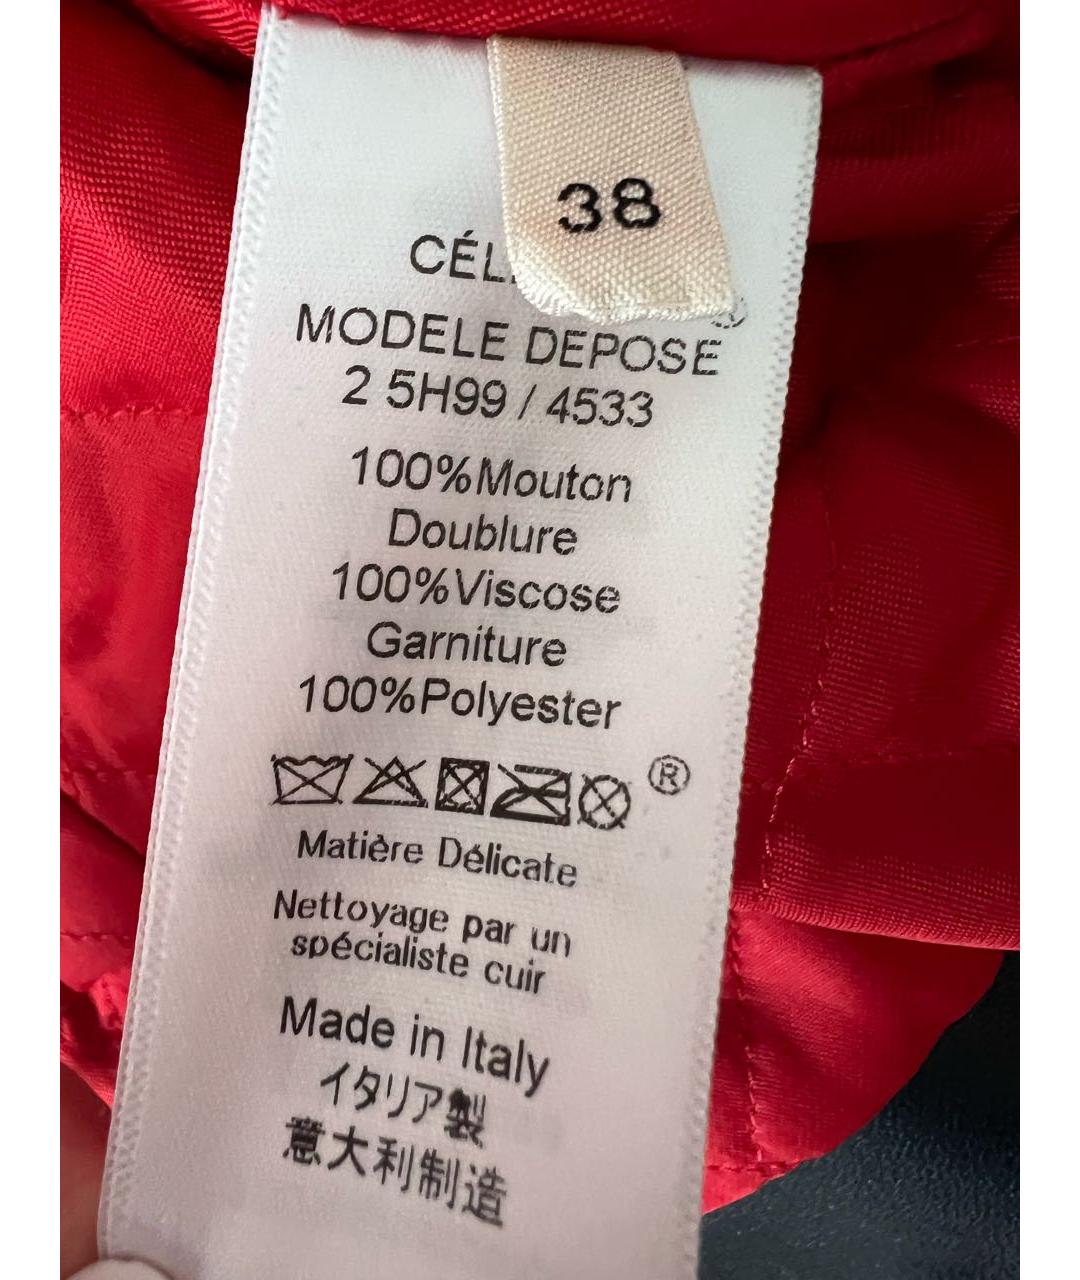 38
MODELE DEPOSE
2 5H99 / 4533
100%Mouton
Doublure
100%Viscose
Garniture
100%Polyester
®
Matière Délicate
Nettoyage par un
spécialiste cuir
Made in Italy
イタリア製
意大利制造